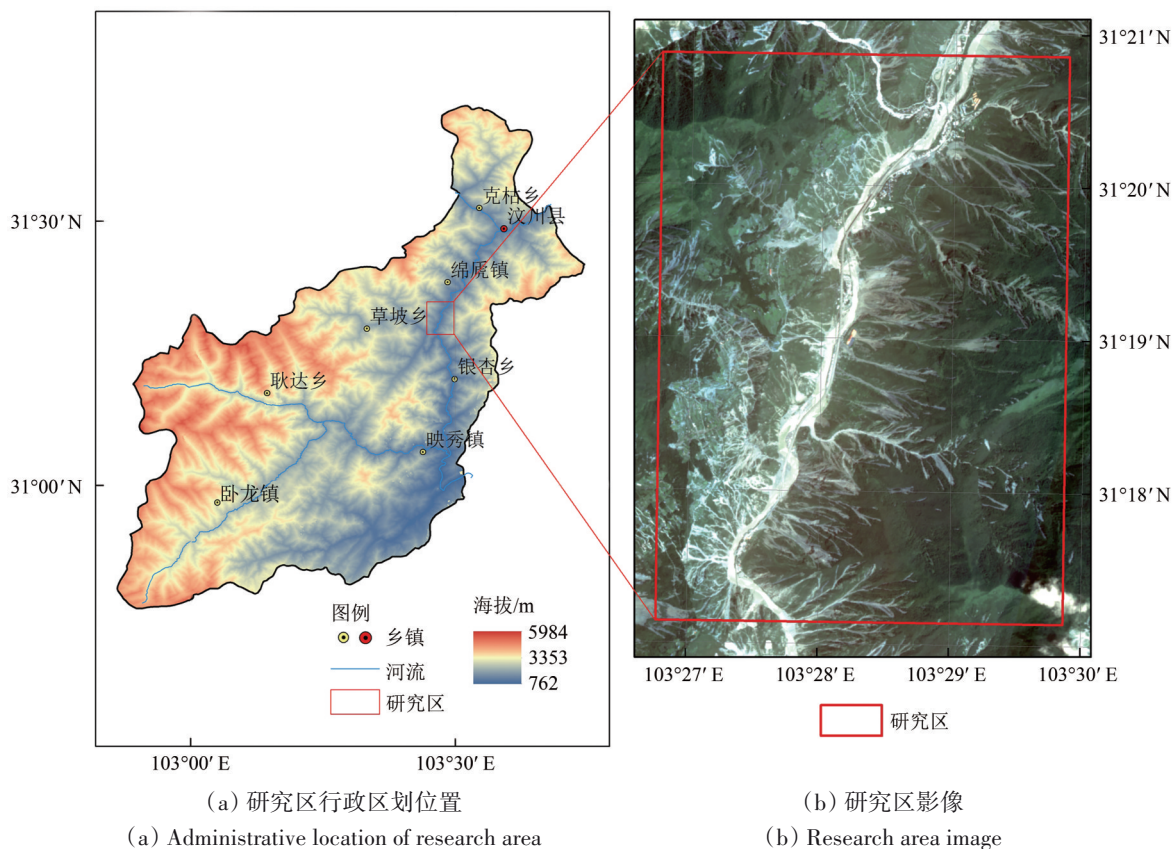 31°30′ N
31°00′ N
克枯乡
汶川县
绵虒镇
草坡乡
银杏乡
耿达乡
映秀镇
卧龙镇
图例
乡镇
河流
研究区
海拔/m
5984
3353
762
103°00′ E
103°30′ E
(a) 研究区行政区划位置
(a) Administrative location of research area
31°21′ N
31°20′ N
31°19′ N
31°18′ N
103°27′ E
103°28′ E
103°29′ E
103°30′ E
研究区
(b) 研究区影像
(b) Research area image